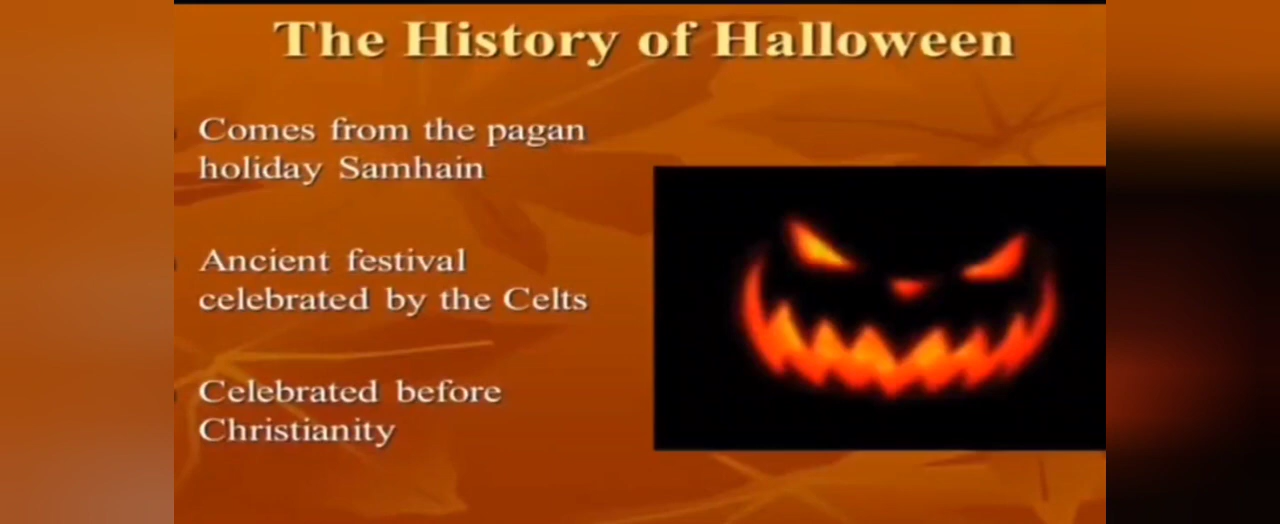 The History of Halloween
Comes from the pagan
holiday Samhain
Ancient festival
celebrated by the Celts
Celebrated before
Christianity